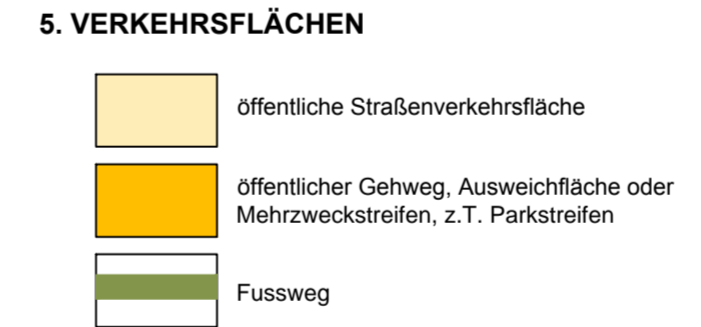 5. VERKEHRSFLÄCHEN
öffentliche Straßenverkehrsfläche
öffentlicher Gehweg, Ausweichfläche oder
Mehrzweckstreifen, z.T. Parkstreifen
Fussweg